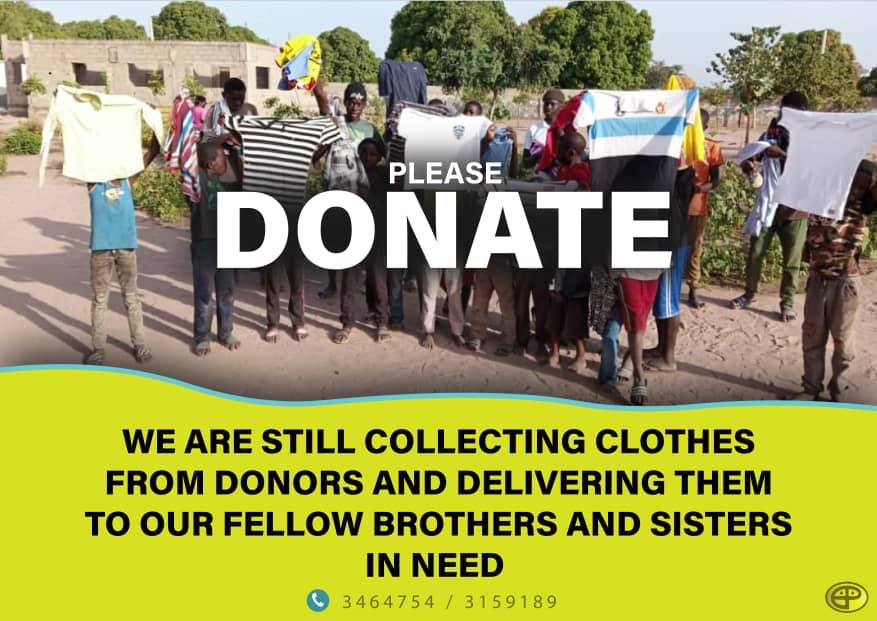 PLEASE
DONATE
WE ARE STILL COLLECTING CLOTHES
FROM DONORS AND DELIVERING THEM
TO OUR FELLOW BROTHERS AND SISTERS
IN NEED
3464754 / 3159189